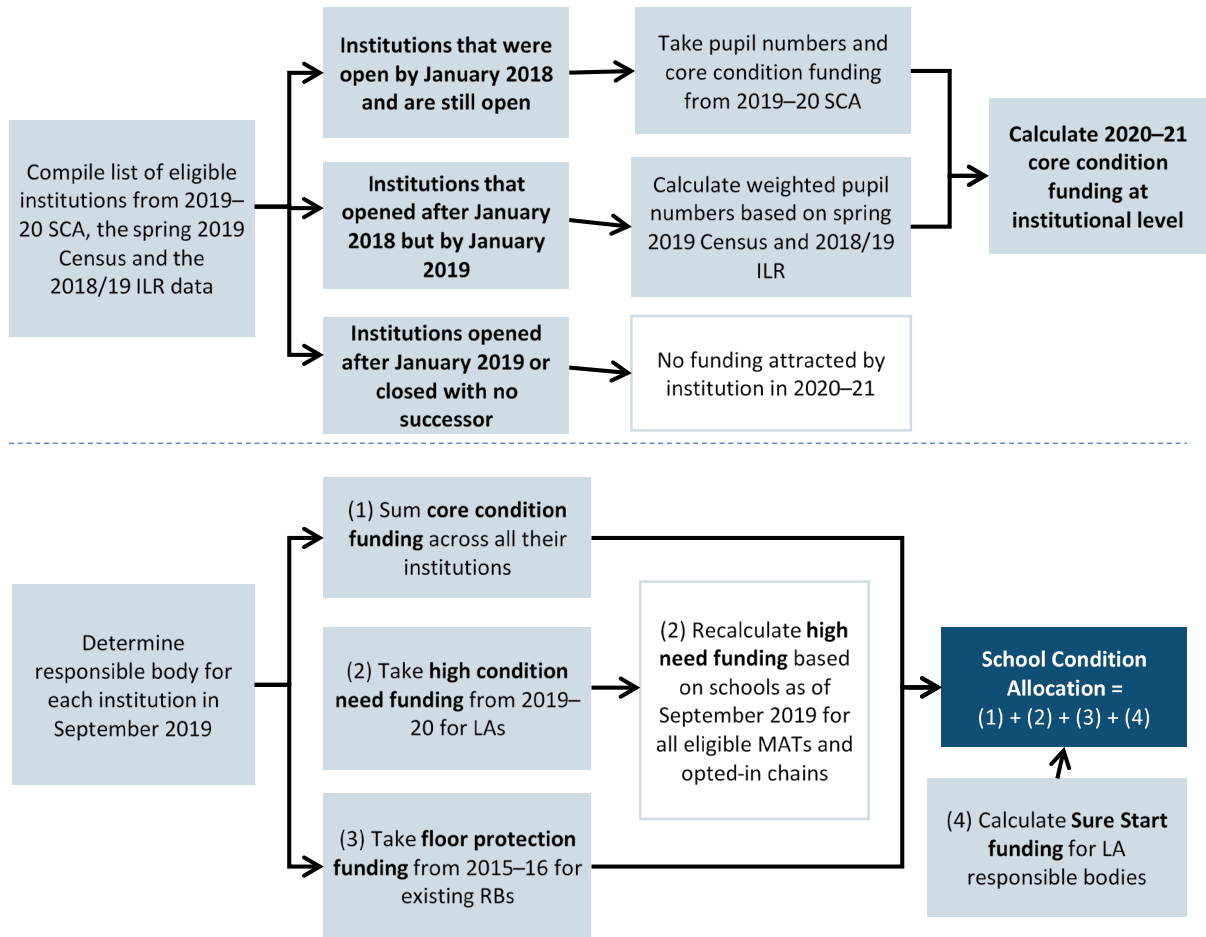 Compile list of eligible
institutions from 2019–
20 SCA, the spring 2019
Census and the
2018/19 ILR data
Institutions that were
open by January 2018
and are still open
Take pupil numbers and
core condition funding
from 2019–20 SCA
Institutions that
opened after January
2018 but by January
2019
Calculate weighted pupil
numbers based on spring
2019 Census and 2018/19
ILR
Calculate 2020–21
core condition
funding at
institutional level
Institutions opened
after January 2019 or
closed with no
successor
No funding attracted by
institution in 2020–21
Determine
responsible body for
each institution in
September 2019
(1) Sum core condition
funding across all their
institutions
(2) Take high condition
need funding from 2019–
20 for LAs
(2) Recalculate high
need funding based
on schools as of
September 2019 for
all eligible MATs and
opted-in chains
(3) Take floor protection
funding from 2015–16 for
existing RBs
School Condition
Allocation =
(1) + (2) + (3) + (4)
(4) Calculate Sure Start
funding for LA
responsible bodies